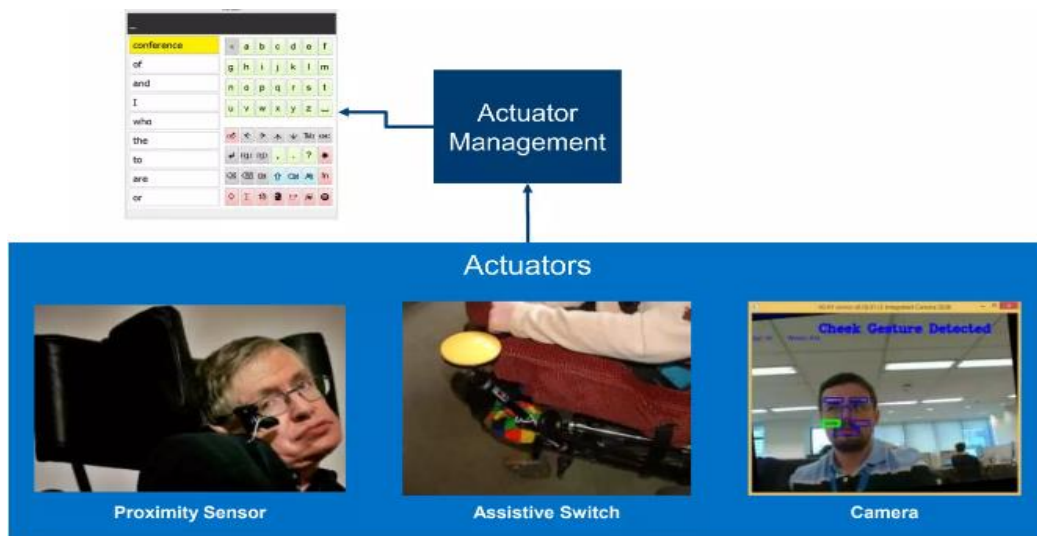 conference
of
and
I
who
the
to
are
or
a b c d e f
g h i j k l m
n o p q r s t
u v w x y z
, . ?
Actuator
Management
Actuators
Cheek Gesture Detected
Proximity Sensor
Assistive Switch
Camera